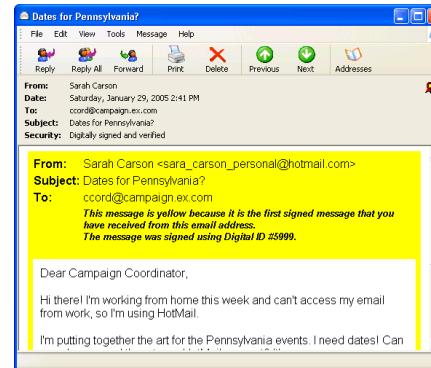 Dates for Pennsylvania?
File Edit View Tools Message Help
Reply Reply All Forward Print Delete Previous Next Addresses
From: Sarah Carson
Date: Saturday, January 29, 2005 2:41 PM
To: ccord@campaign.ex.com
Subject: Dates for Pennsylvania?
Security: Digitally signed and verified
From: Sarah Carson <sara_carson_personal@hotmail.com>
Subject: Dates for Pennsylvania?
To: ccord@campaign.ex.com
This message is yellow because it is the first signed message that you
have received from this email address.
The message was signed using Digital ID #5999.
Dear Campaign Coordinator,
Hi there! I'm working from home this week and can't access my email
from work, so I'm using HotMail.
I'm putting together the art for the Pennsylvania events. I need dates! Can